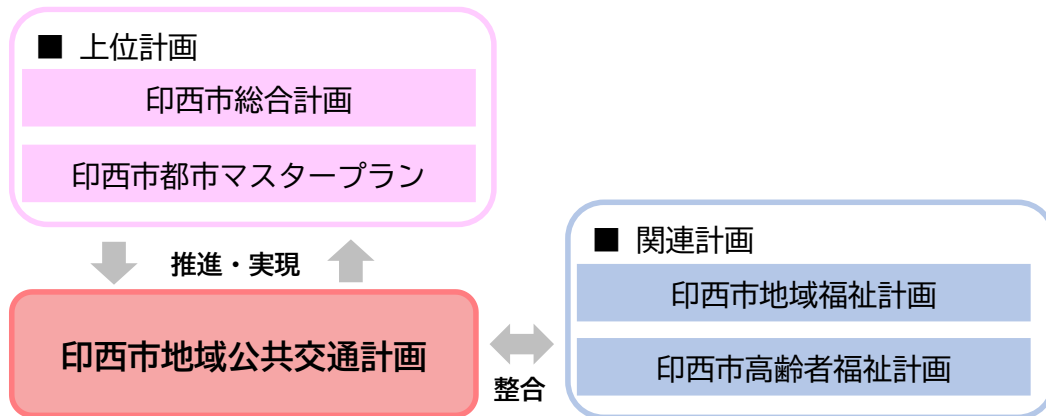 ■ 上位計画
印西市総合計画
印西市都市マスタープラン
推進・実現
印西市地域公共交通計画
整合
■ 関連計画
印西市地域福祉計画
印西市高齢者福祉計画